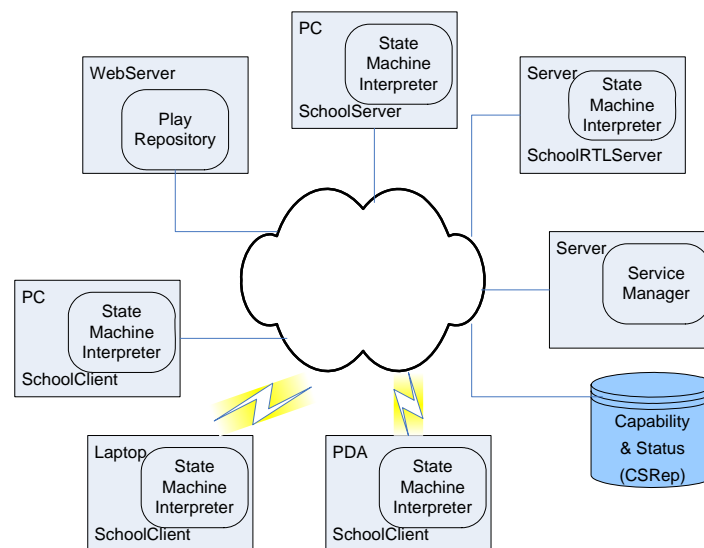 PC
State
Machine
Interpreter
SchoolServer
WebServer
Play
Repository
Server
State
Machine
Interpreter
SchoolRTLServer
Server
Service
Manager
PC
State
Machine
Interpreter
SchoolClient
Capability
& Status
(CSRep)
Laptop
State
Machine
Interpreter
SchoolClient
PDA
State
Machine
Interpreter
SchoolClient